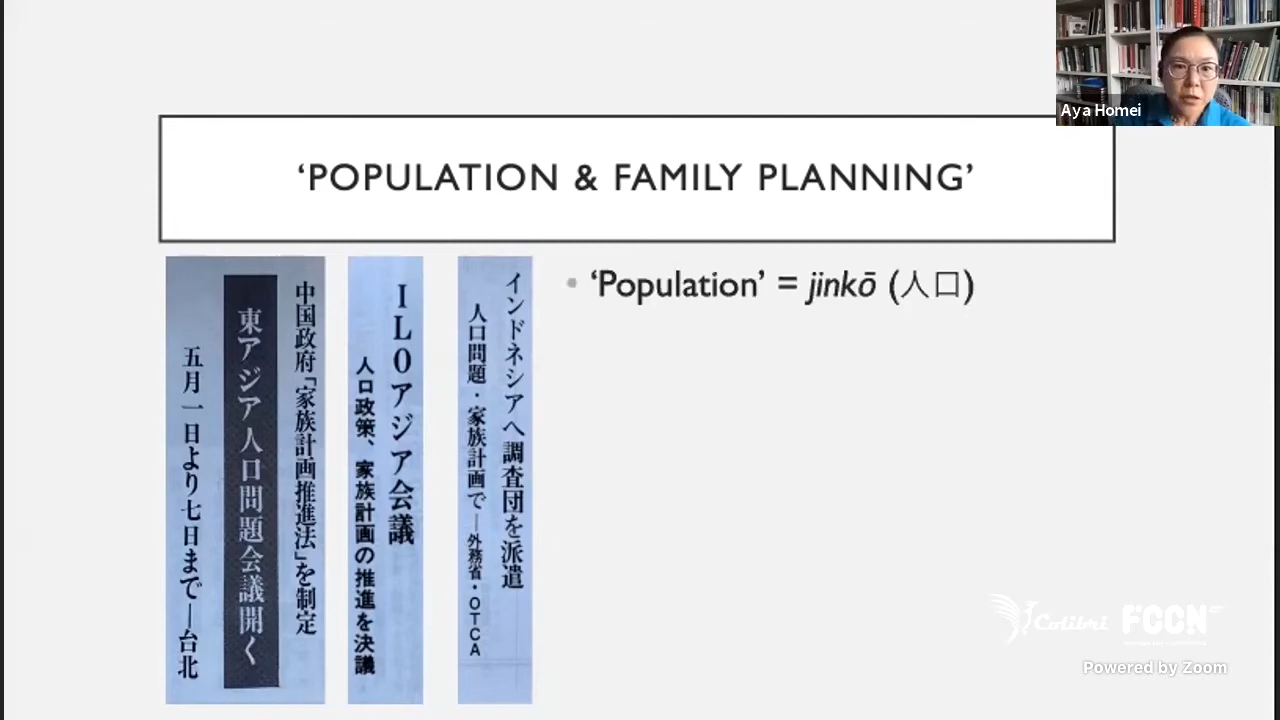 Aya Homei
‘POPULATION & FAMILY PLANNING’
中国政府「家族計画推進法」を制定
東アジア人口問題会議開く
五月一日より七日まで―台北
ILOアジア会議
人口政策、家族計画の推進を決議
インドネシアへ調査団を派遣
人口問題・家族計画で―外務省・OTCA
• ‘Population’ = jinkō (人口)
Colibri FCCN
Powered by Zoom